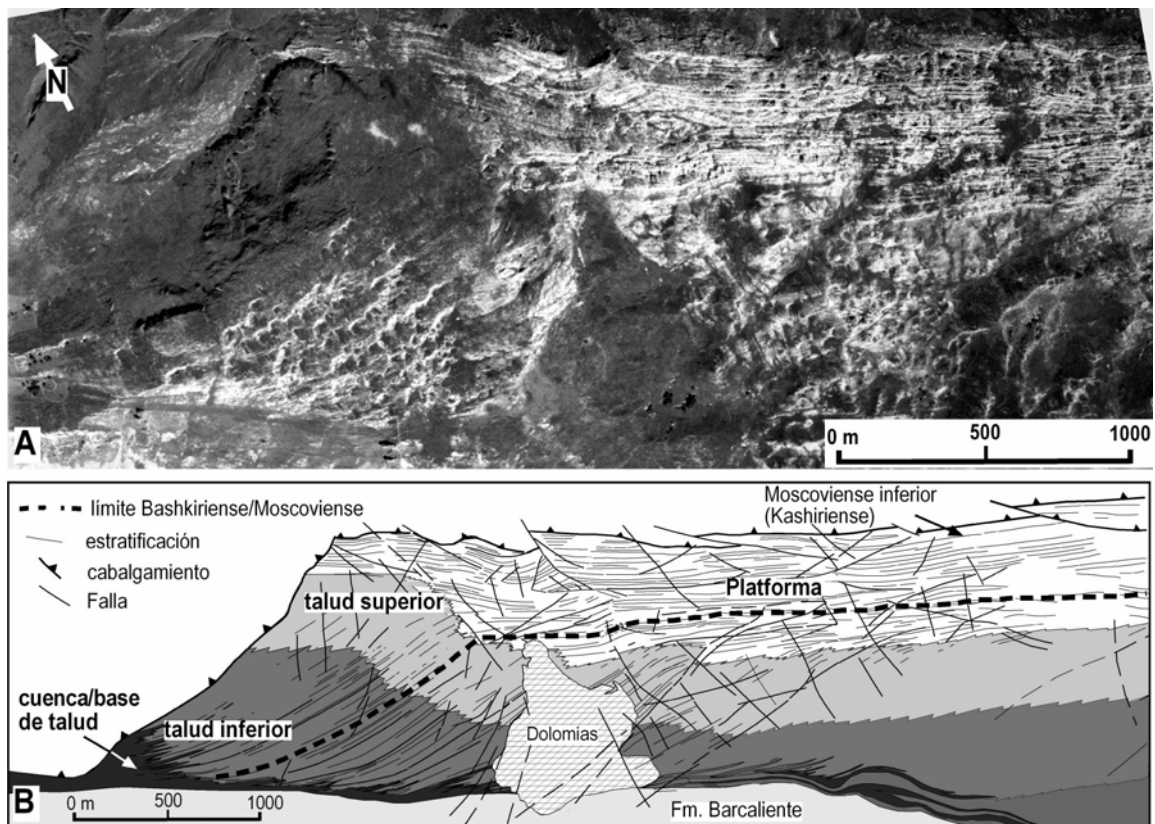 N
A
0 m 500 1000
límite Bashkiriense/Moscoviense
estratificación
cabalgamiento
Falla
Moscoviense inferior
(Kashiriense)
talud superior
Platforma
cuenca/base
de talud
talud inferior
Dolomias
B
0 m 500 1000
Fm. Barcaliente